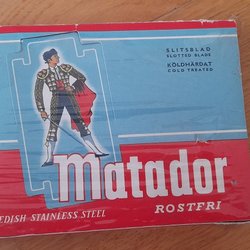 SLITSBLAD
SLOTTED BLADE
KÖLDHÄRDAT
COLD TREATED
matador
ROSTFRI
EDISH STAINLESS STEEL